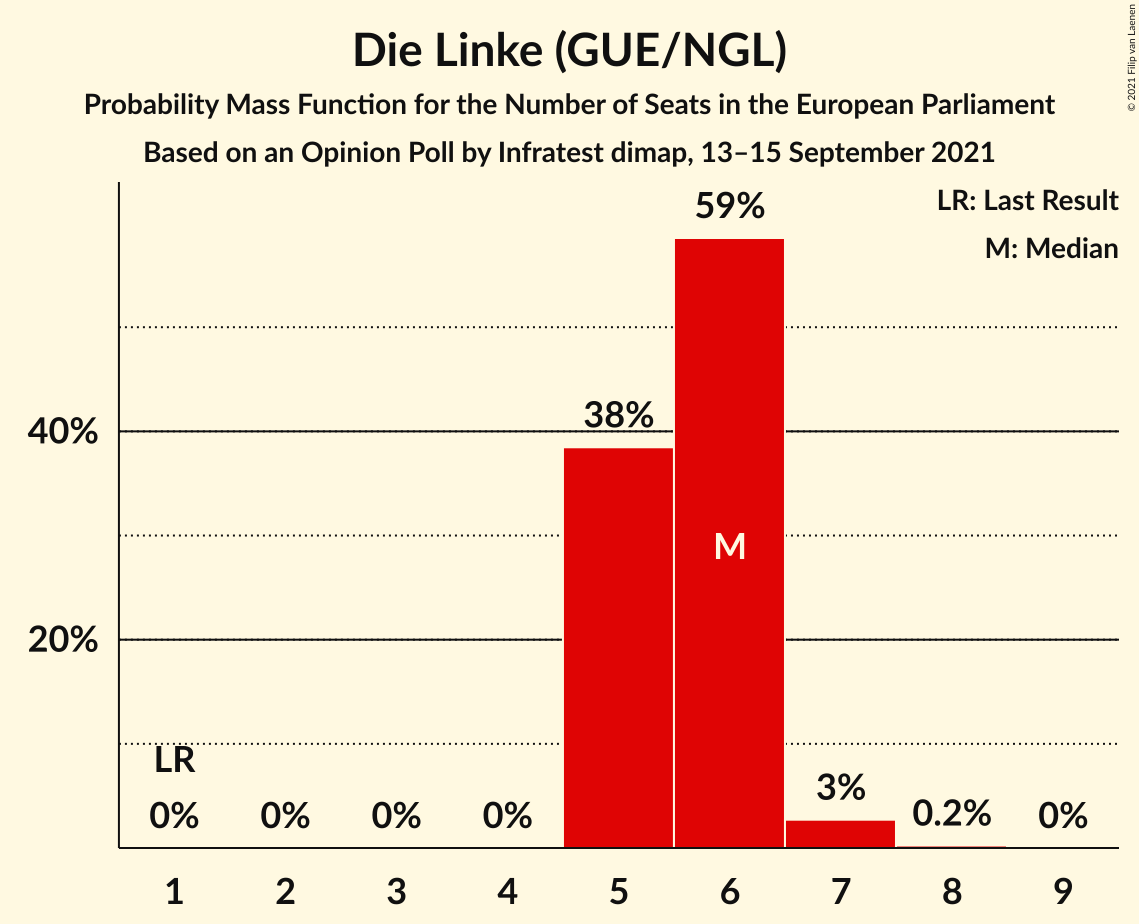 Die Linke (GUE/NGL)
Probability Mass Function for the Number of Seats in the European Parliament
Based on an Opinion Poll by Infratest dimap, 13–15 September 2021
© 2021 Filip van Laenen
LR: Last Result
M: Median
59%
38%
40%
M
20%
LR
0%
0%
0%
0%
3%
0.2%
0%
1
2
3
4
5
6
7
8
9